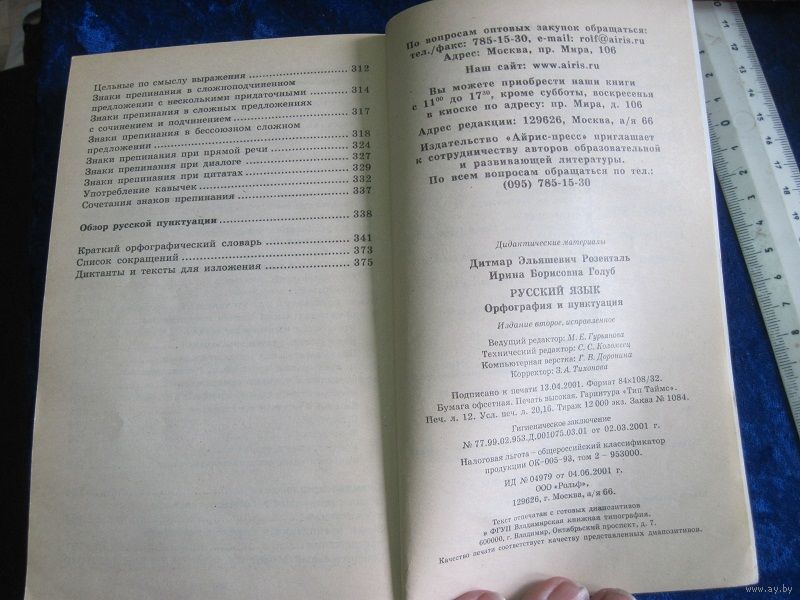 Цельные по смыслу выражения 312
Знаки препинания в сложноподчиненном
предложении с несколькими придаточными 314
Знаки препинания в сложных предложениях
с сочинением и подчинением 317
Знаки препинания в бессоюзном сложном
предложении 318
Знаки препинания при прямой речи 324
Знаки препинания при диалоге 327
Знаки препинания при цитатах 329
Употребление кавычек 332
Сочетания знаков препинания 337
Обзор русской пунктуации 338
Краткий орфографический словарь 341
Список сокращений 373
Диктанты и тексты для изложения 375
По вопросам оптовых закупок обращаться:
тел./факс: 785-15-30, e-mail: rolf@airis.ru
Адрес: Москва, пр. Мира, 106
Наш сайт: www.airis.ru
Вы можете приобрести наши книги
с 11⁰⁰ до 17³⁰, кроме субботы, воскресенья
в киоске по адресу: пр. Мира, д. 106
Адрес редакции: 129626, Москва, а/я 66
Издательство «Айрис-пресс» приглашает
к сотрудничеству авторов образовательной
и развивающей литературы.
По всем вопросам обращаться по тел.:
(095) 785-15-30
Дидактические материалы
Дитмар Эльяшевич Розенталь
Ирина Борисовна Голуб
РУССКИЙ ЯЗЫК
Орфография и пунктуация
Издание второе, исправленное
Ведущий редактор: М. Е. Гурьянова
Технический редактор: С. С. Коломеец
Компьютерная верстка: Г. В. Доронина
Корректор: З.А. Тихонова
Подписано к печати 13.04.2001. Формат 84×108/32.
Бумага офсетная. Печать высокая. Гарнитура «Тип Таймс».
Печ. л. 12. Усл. печ. л. 20,16. Тираж 12 000 экз. Заказ № 1084.
Гигиеническое заключение
№ 77.99.02.953.Д.001075.03.01 от 02.03.2001 г.
Налоговая льгота – общероссийский классификатор
продукции ОК-005-93, том 2 – 953000.
ИД № 04979 от 04.06.2001 г.
ООО «Рольф»,
129626, г. Москва, а/я 66.
Текст отпечатан с готовых диапозитивов
в ФГУП Владимирская книжная типография.
600000, г. Владимир, Октябрьский проспект, д. 7.
Качество печати соответствует качеству представленных диапозитивов.
www.ay.by